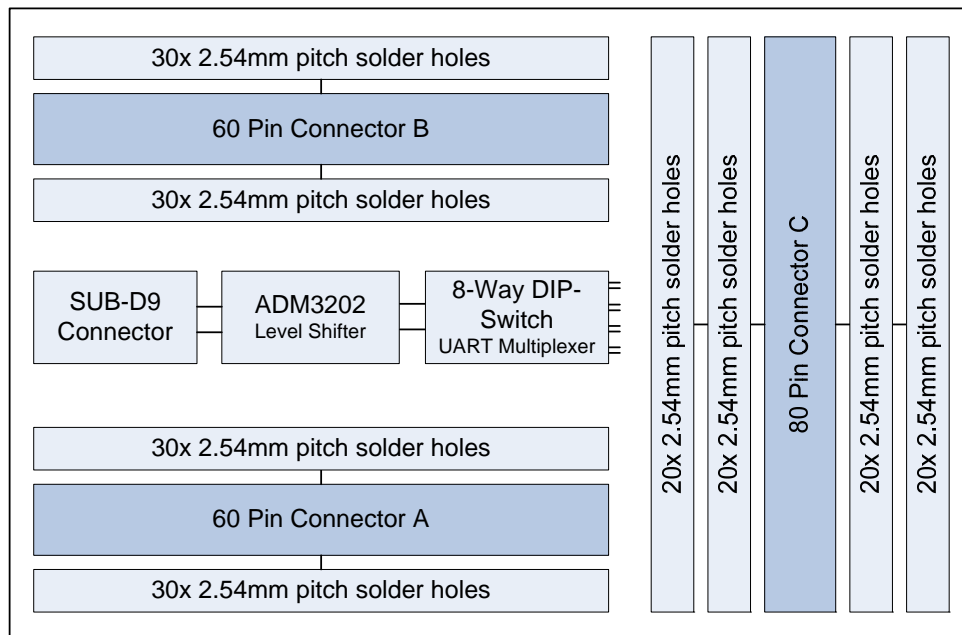 30x 2.54mm pitch solder holes
60 Pin Connector B
30x 2.54mm pitch solder holes
SUB-D9
Connector
ADM3202
Level Shifter
8-Way DIP-
Switch
UART Multiplexer
30x 2.54mm pitch solder holes
60 Pin Connector A
30x 2.54mm pitch solder holes
20x 2.54mm pitch solder holes
20x 2.54mm pitch solder holes
80 Pin Connector C
20x 2.54mm pitch solder holes
20x 2.54mm pitch solder holes